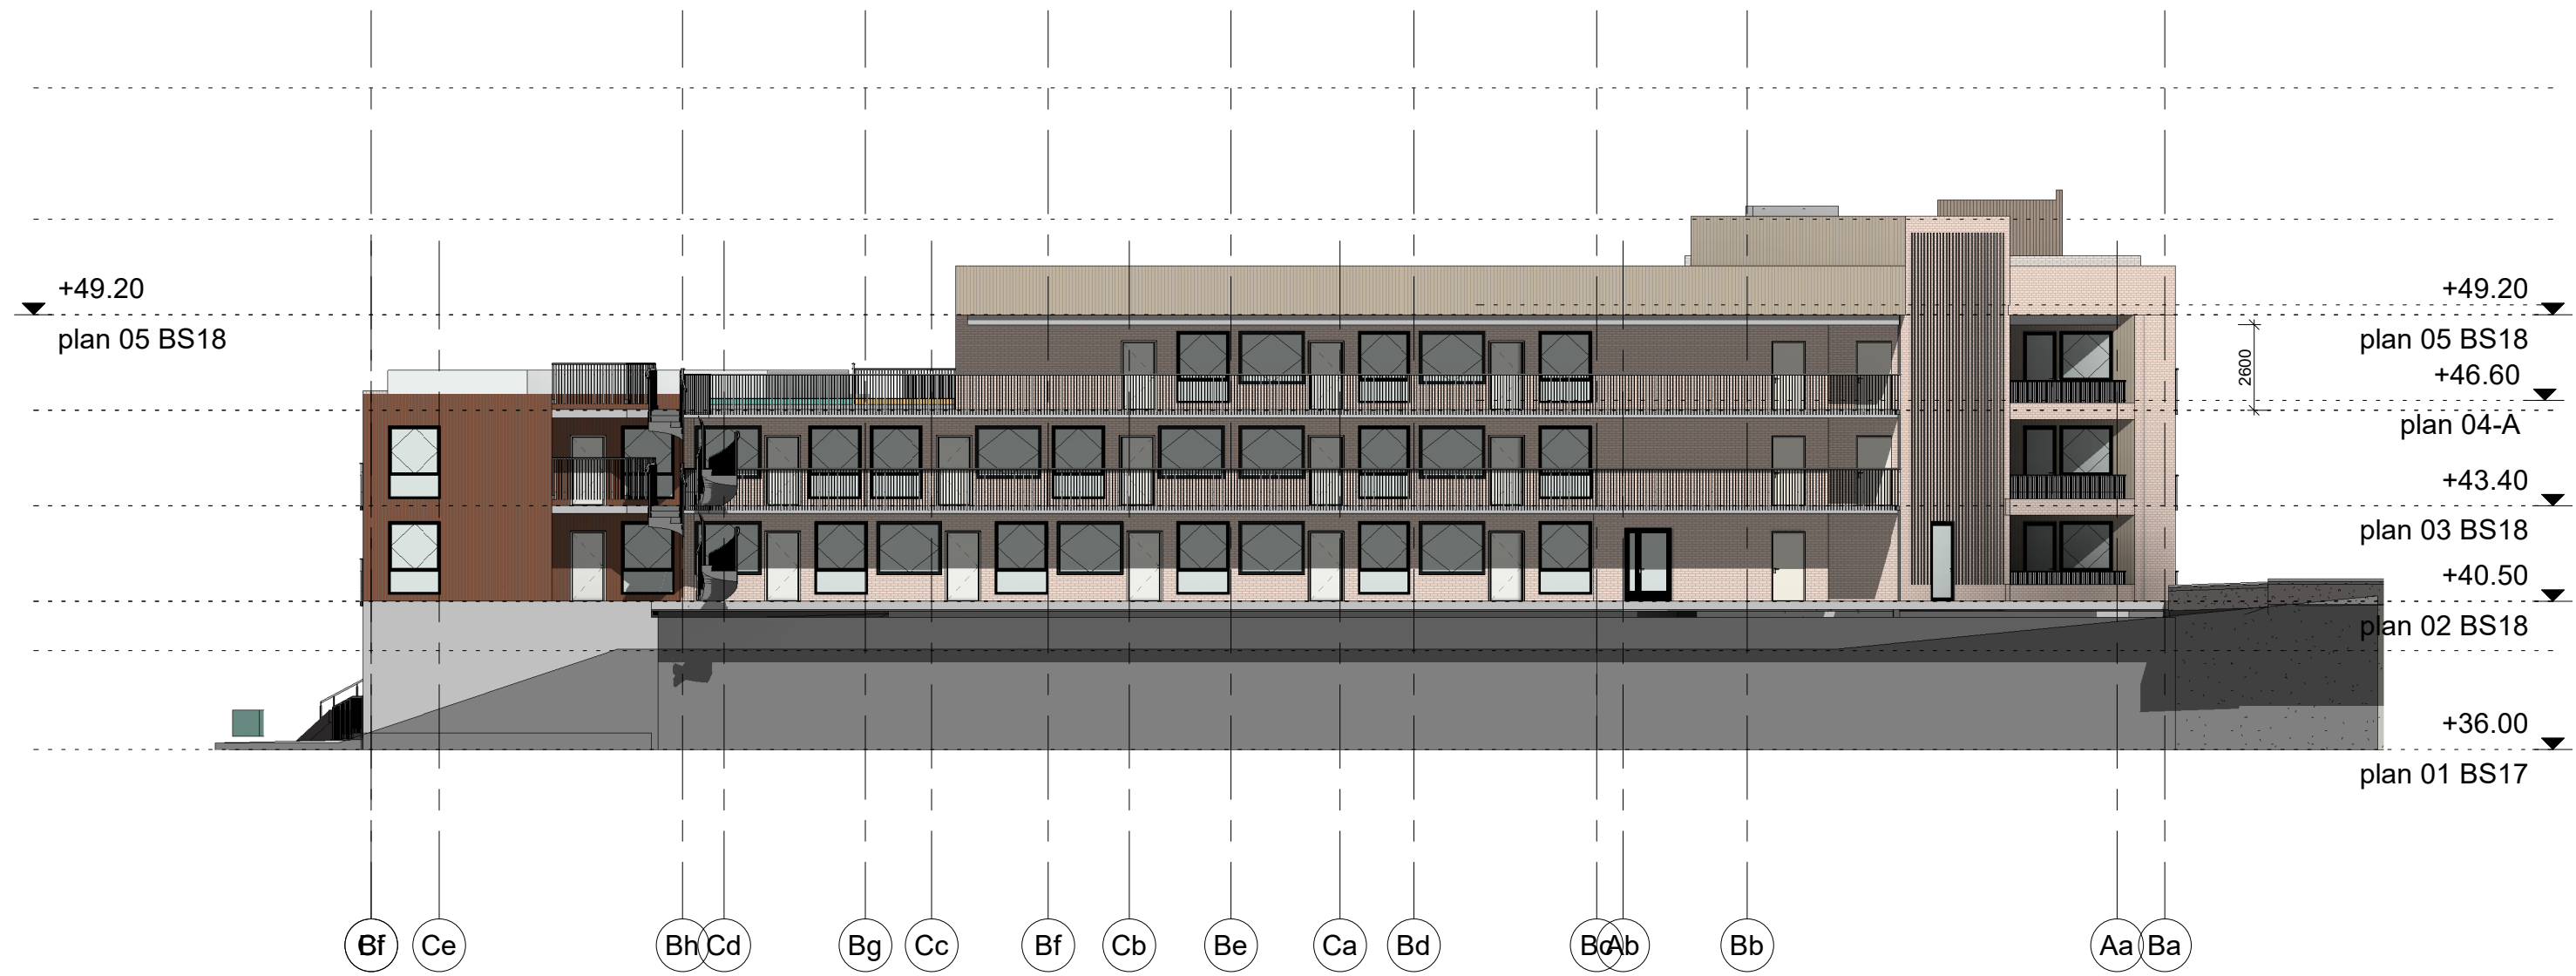 +49.20
plan 05 BS18
+49.20
plan 05 BS18
2600
+46.60
plan 04-A
+43.40
plan 03 BS18
+40.50
plan 02 BS18
+36.00
plan 01 BS17
Ce
Bh
Cd
Bg
Cc
Bf
Cb
Be
Ca
Bd
Bc
Ab
Bb
Aa
Ba